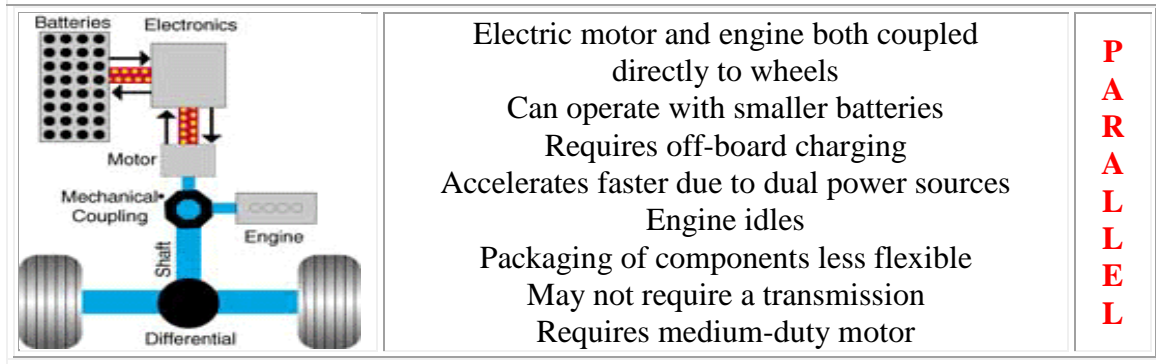 Batteries
Electronics
Motor
Mechanical
Coupling
Engine
Shaft
Differential
Electric motor and engine both coupled
directly to wheels
Can operate with smaller batteries
Requires off-board charging
Accelerates faster due to dual power sources
Engine idles
Packaging of components less flexible
May not require a transmission
Requires medium-duty motor
P
A
R
A
L
L
E
L